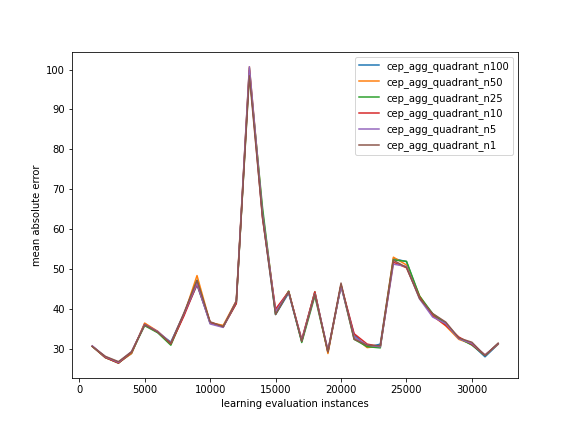 cep_agg_quadrant_n100
cep_agg_quadrant_n50
cep_agg_quadrant_n25
cep_agg_quadrant_n10
cep_agg_quadrant_n5
cep_agg_quadrant_n1
mean absolute error
100
90
80
70
60
50
40
30
0 5000 10000 15000 20000 25000 30000
learning evaluation instances